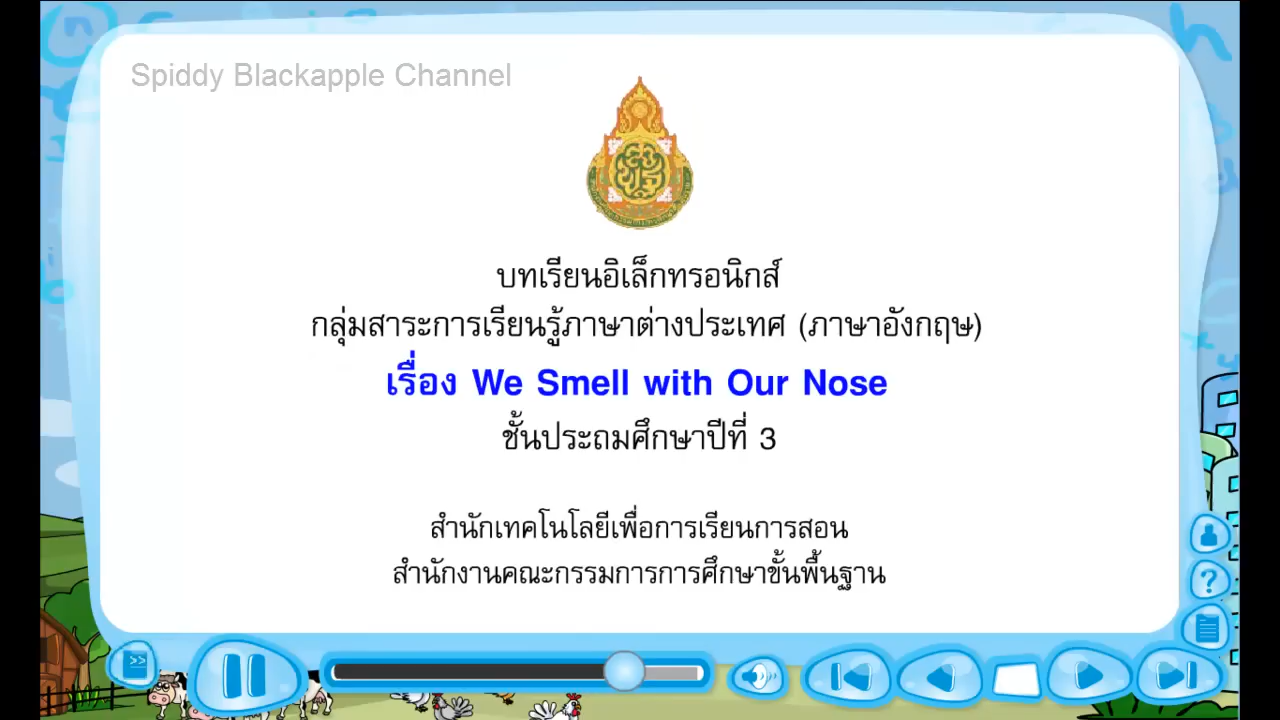 Spiddy Blackapple Channel
บทเรียนอิเล็กทรอนิกส์
กลุ่มสาระการเรียนรู้ภาษาต่างประเทศ (ภาษาอังกฤษ)
เรื่อง We Smell with Our Nose
ชั้นประถมศึกษาปีที่ 3
สำนักเทคโนโลยีเพื่อการเรียนการสอน
สำนักงานคณะกรรมการการศึกษาขั้นพื้นฐาน
?
>>